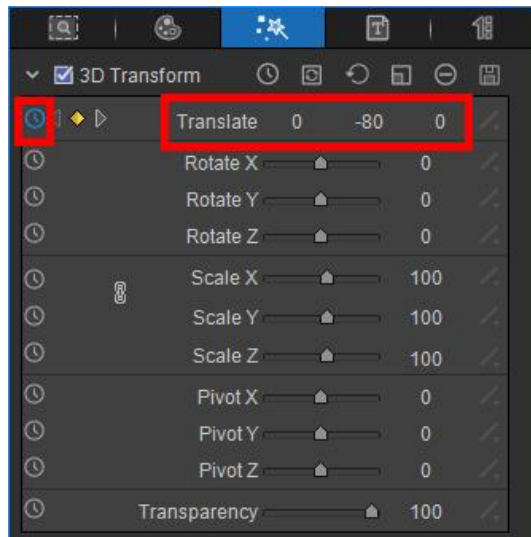 T
3D Transform
Translate 0 -80 0
Rotate X 0
Rotate Y 0
Rotate Z 0
Scale X 100
Scale Y 100
Scale Z 100
Pivot X 0
Pivot Y 0
Pivot Z 0
Transparency 100